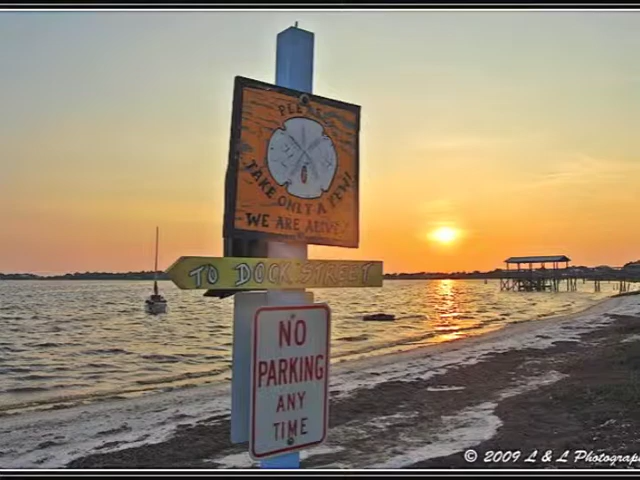 PLEASE
TAKE ONLY A FEW!
WE ARE ALIVE!
TO DOCK STREET
NO
PARKING
ANY
TIME
© 2009 L & L Photograp